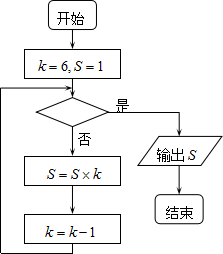 开始
k=6,S=1
是
否
输出 S
S=S×k
结束
k=k-1